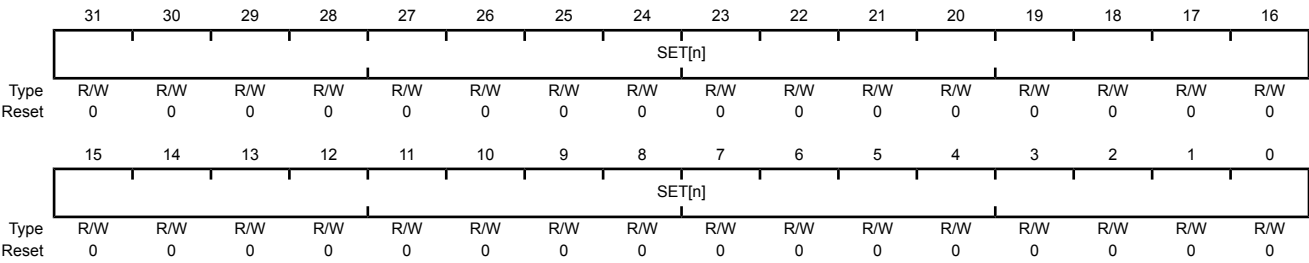 31 30 29 28 27 26 25 24 23 22 21 20 19 18 17 16
SET[n]
Type R/W R/W R/W R/W R/W R/W R/W R/W R/W R/W R/W R/W R/W R/W R/W R/W
Reset 0 0 0 0 0 0 0 0 0 0 0 0 0 0 0 0
15 14 13 12 11 10 9 8 7 6 5 4 3 2 1 0
SET[n]
Type R/W R/W R/W R/W R/W R/W R/W R/W R/W R/W R/W R/W R/W R/W R/W R/W
Reset 0 0 0 0 0 0 0 0 0 0 0 0 0 0 0 0